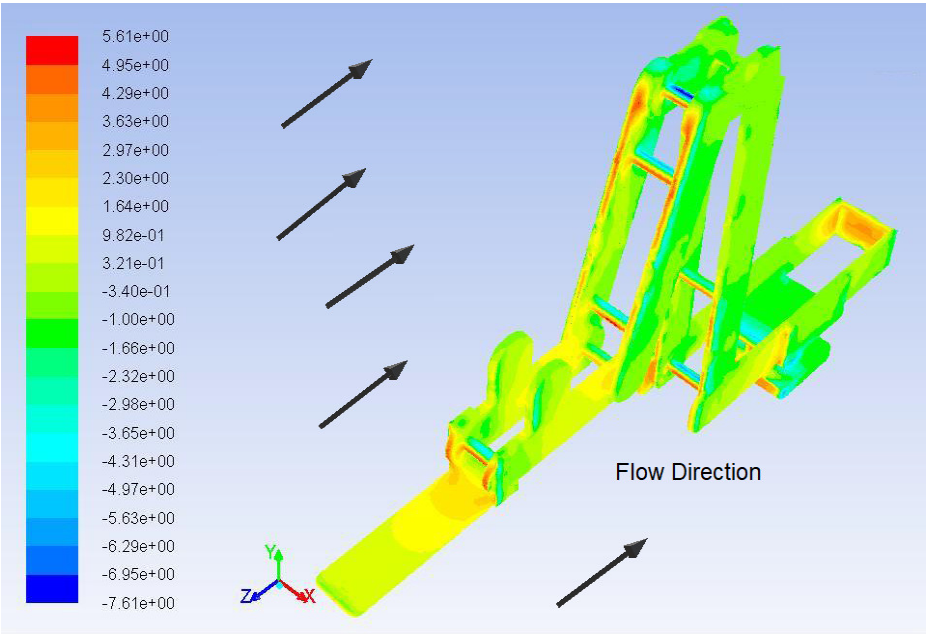 5.61e+00
4.95e+00
4.29e+00
3.63e+00
2.97e+00
2.30e+00
1.64e+00
9.82e-01
3.21e-01
-3.40e-01
-1.00e+00
-1.66e+00
-2.32e+00
-2.98e+00
-3.65e+00
-4.31e+00
-4.97e+00
-5.63e+00
-6.29e+00
-6.95e+00
-7.61e+00
Flow Direction
Y
Z
X